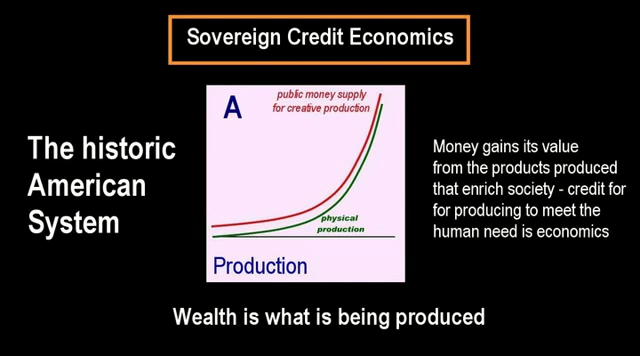 Sovereign Credit Economics
The historic
American
System
A
public money supply
for creative production
physical
production
Production
Money gains its value
from the products produced
that enrich society - credit for
for producing to meet the
human need is economics
Wealth is what is being produced